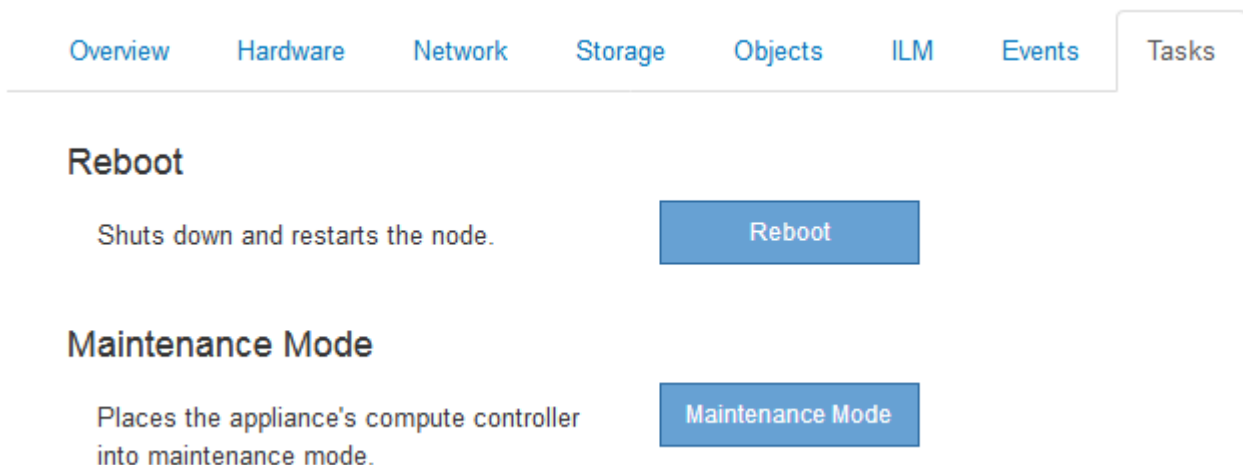 Overview Hardware Network Storage Objects ILM Events Tasks
Reboot
Shuts down and restarts the node.
Reboot
Maintenance Mode
Places the appliance's compute controller
into maintenance mode.
Maintenance Mode